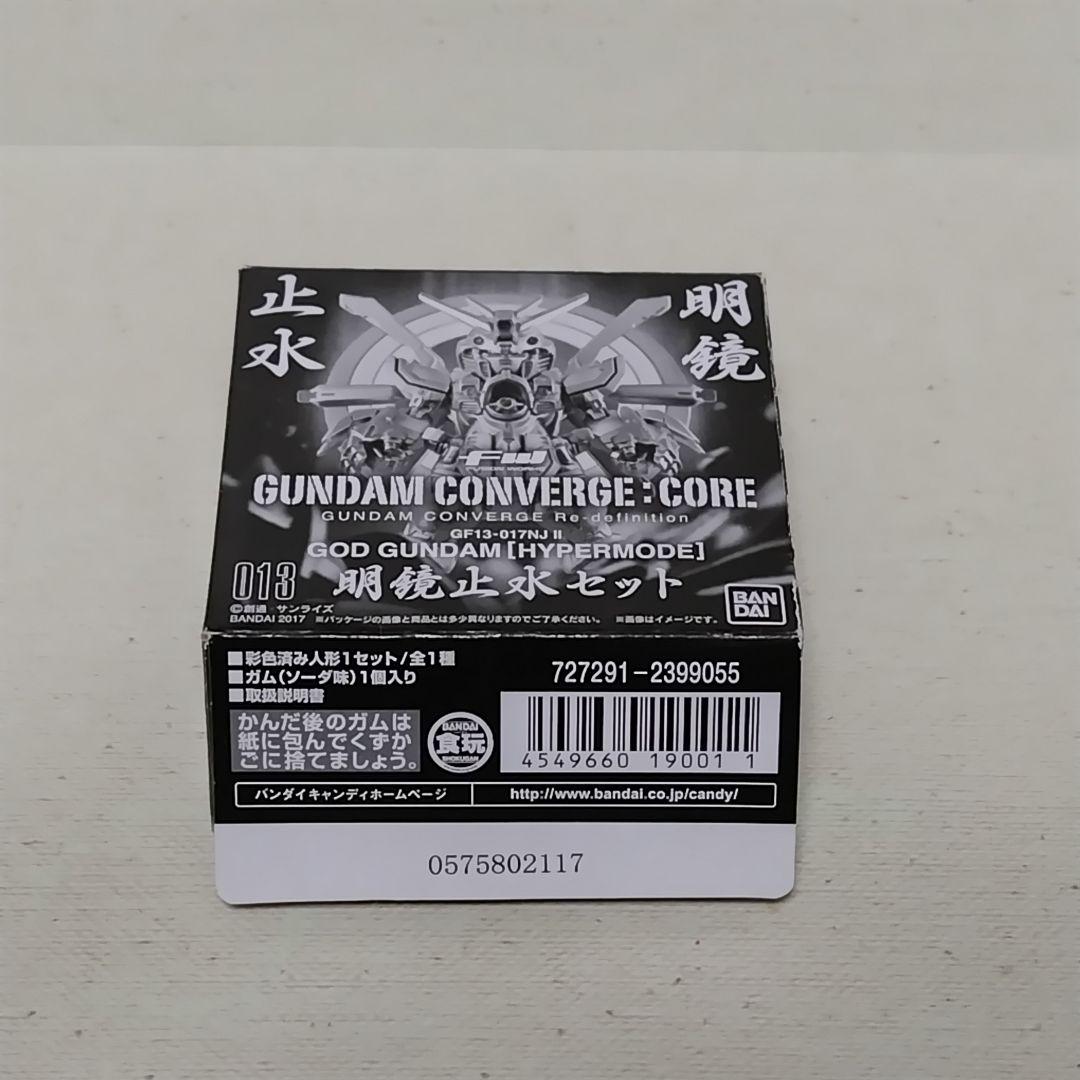 止水
明鏡
FW
FUSION WORKS
GUNDAM CONVERGE:CORE
GUNDAM CONVERGE Re-definition
GF13-017NJ II
GOD GUNDAM [HYPERMODE]
013 明鏡止水セット
©創通・サンライズ
BANDAI 2017 ※パッケージの画像と商品とは多少異なりますのでご了承ください。 ※画像はイメージです。
BAN
DAI
■彩色済み人形1セット/全1種
■ガム(ソーダ味)1個入り
■取扱説明書
727291-2399055
かんだ後のガムは
紙に包んでくずか
ごに捨てましょう。
BANDAI
食玩
SHOKUGAN
4549660 19001 1
バンダイキャンディホームページ
http://www.bandai.co.jp/candy/
0575802117